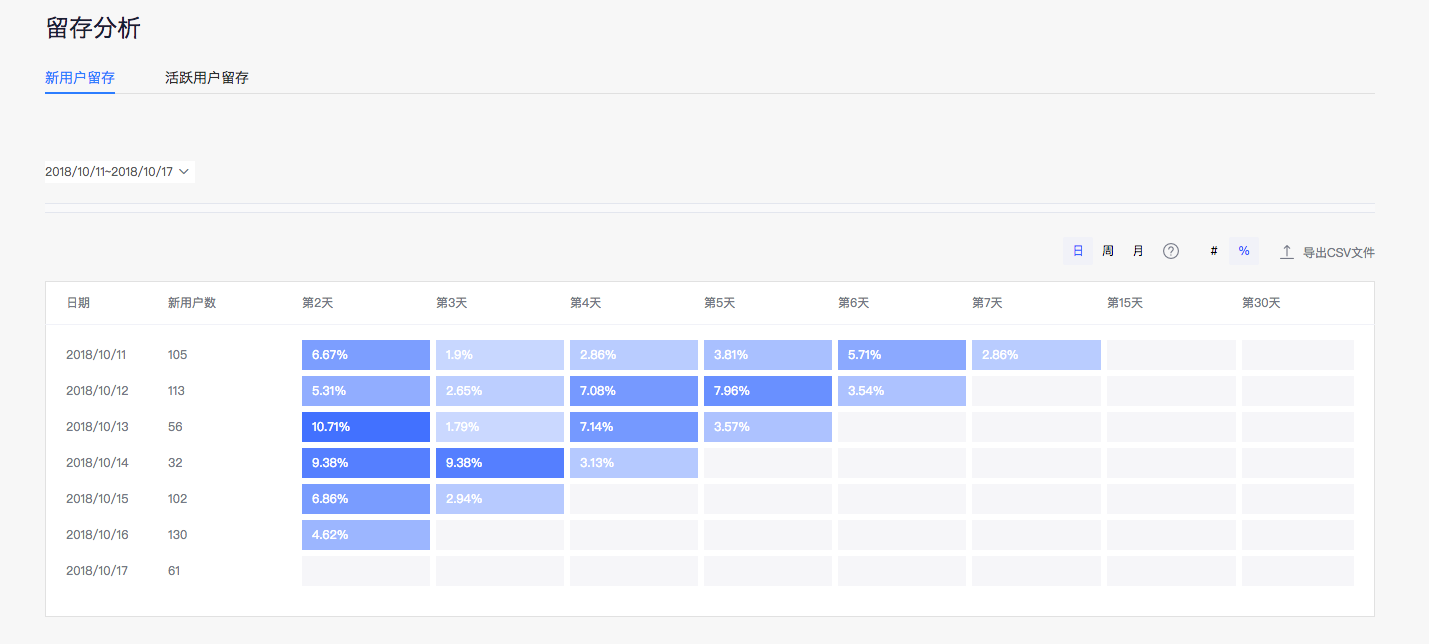 留存分析
新用户留存 活跃用户留存
2018/10/11~2018/10/17
日 周 月 ? # % 导出CSV文件
日期 新用户数 第2天 第3天 第4天 第5天 第6天 第7天 第15天 第30天
2018/10/11 105 6.67% 1.9% 2.86% 3.81% 5.71% 2.86%
2018/10/12 113 5.31% 2.65% 7.08% 7.96% 3.54%
2018/10/13 56 10.71% 1.79% 7.14% 3.57%
2018/10/14 32 9.38% 9.38% 3.13%
2018/10/15 102 6.86% 2.94%
2018/10/16 130 4.62%
2018/10/17 61